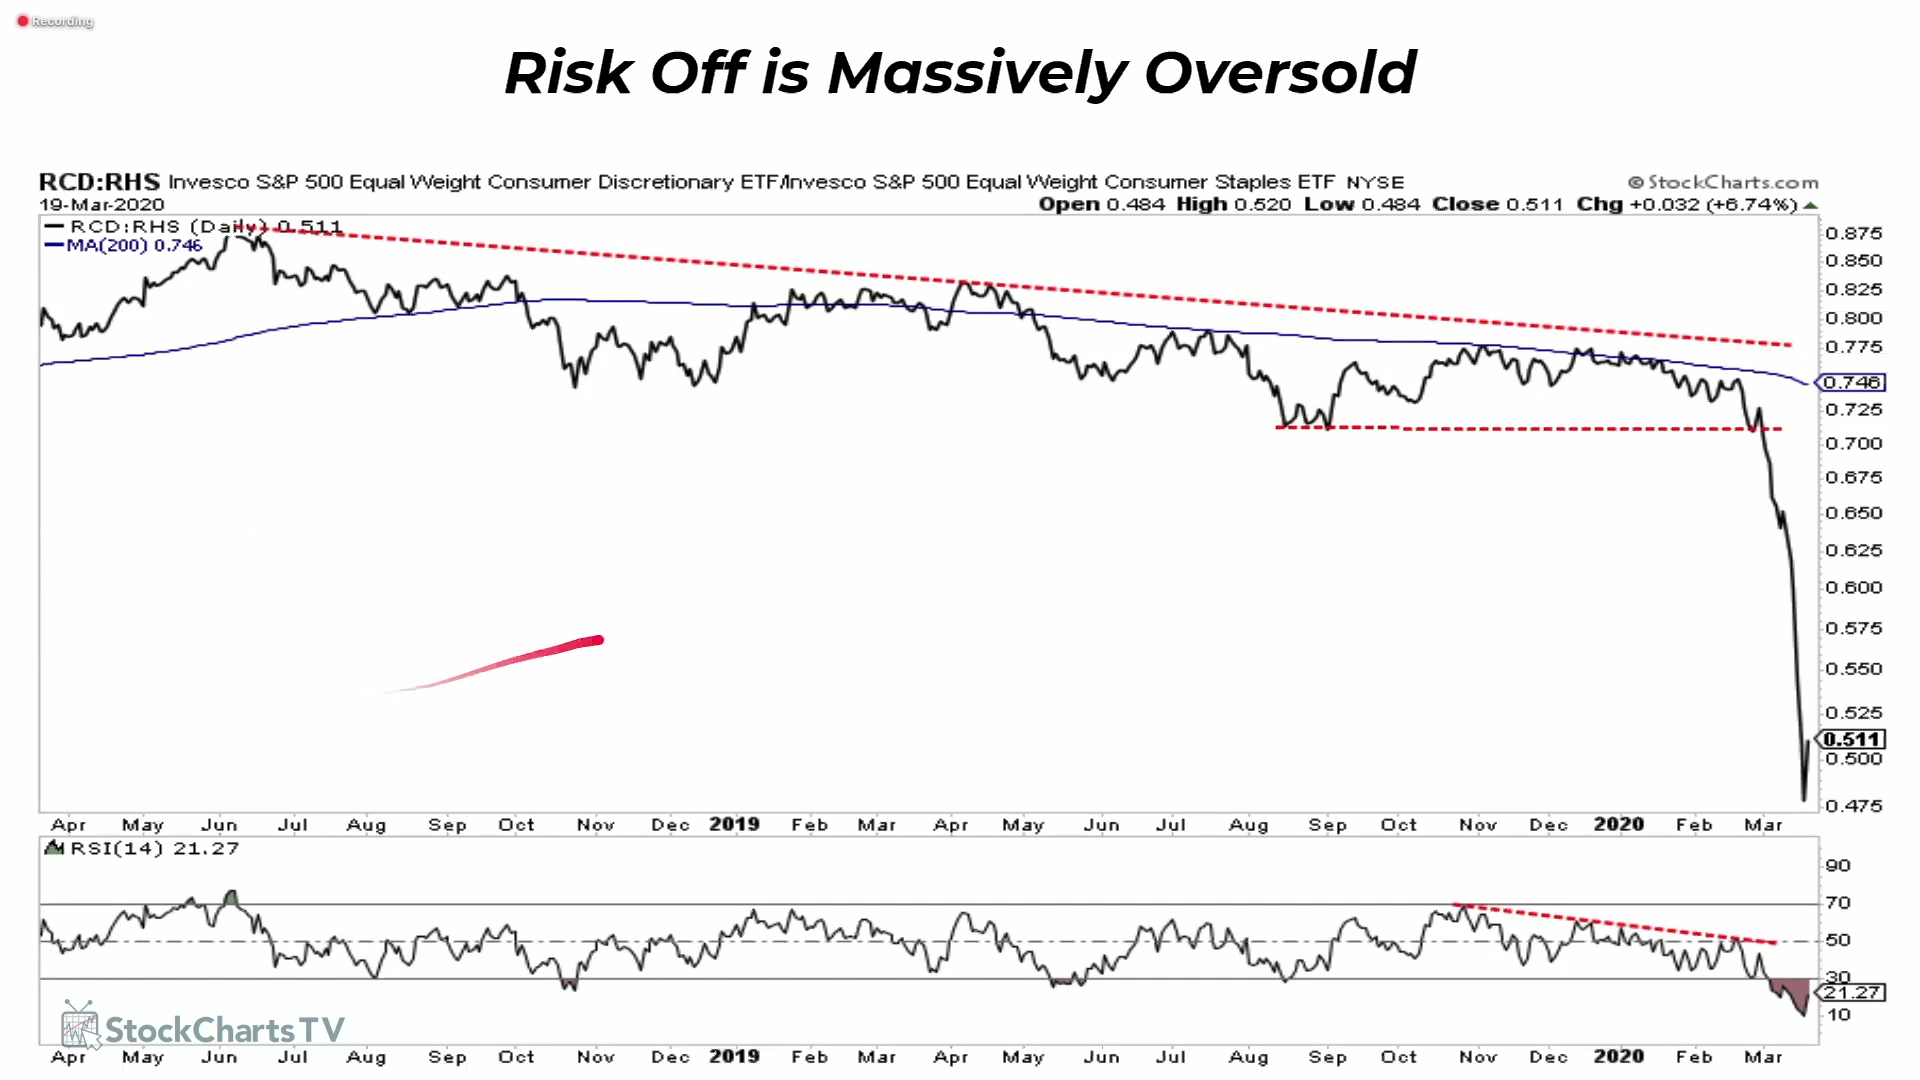 Recording
Risk Off is Massively Oversold
RCD:RHS Invesco S&P 500 Equal Weight Consumer Discretionary ETF/Invesco S&P 500 Equal Weight Consumer Staples ETF NYSE
© StockCharts.com
19-Mar-2020
Open 0.484 High 0.520 Low 0.484 Close 0.511 Chg +0.032 (+6.74%)
RCD:RHS (Daily) 0.511
MA(200) 0.746
0.875
0.850
0.825
0.800
0.775
0.746
0.725
0.700
0.675
0.650
0.625
0.600
0.575
0.550
0.525
0.511
0.500
0.475
Apr May Jun Jul Aug Sep Oct Nov Dec 2019 Feb Mar Apr May Jun Jul Aug Sep Oct Nov Dec 2020 Feb Mar
RSI(14) 21.27
90
70
50
30
21.27
10
StockCharts TV
Apr May Jun Jul Aug Sep Oct Nov Dec 2019 Feb Mar Apr May Jun Jul Aug Sep Oct Nov Dec 2020 Feb Mar